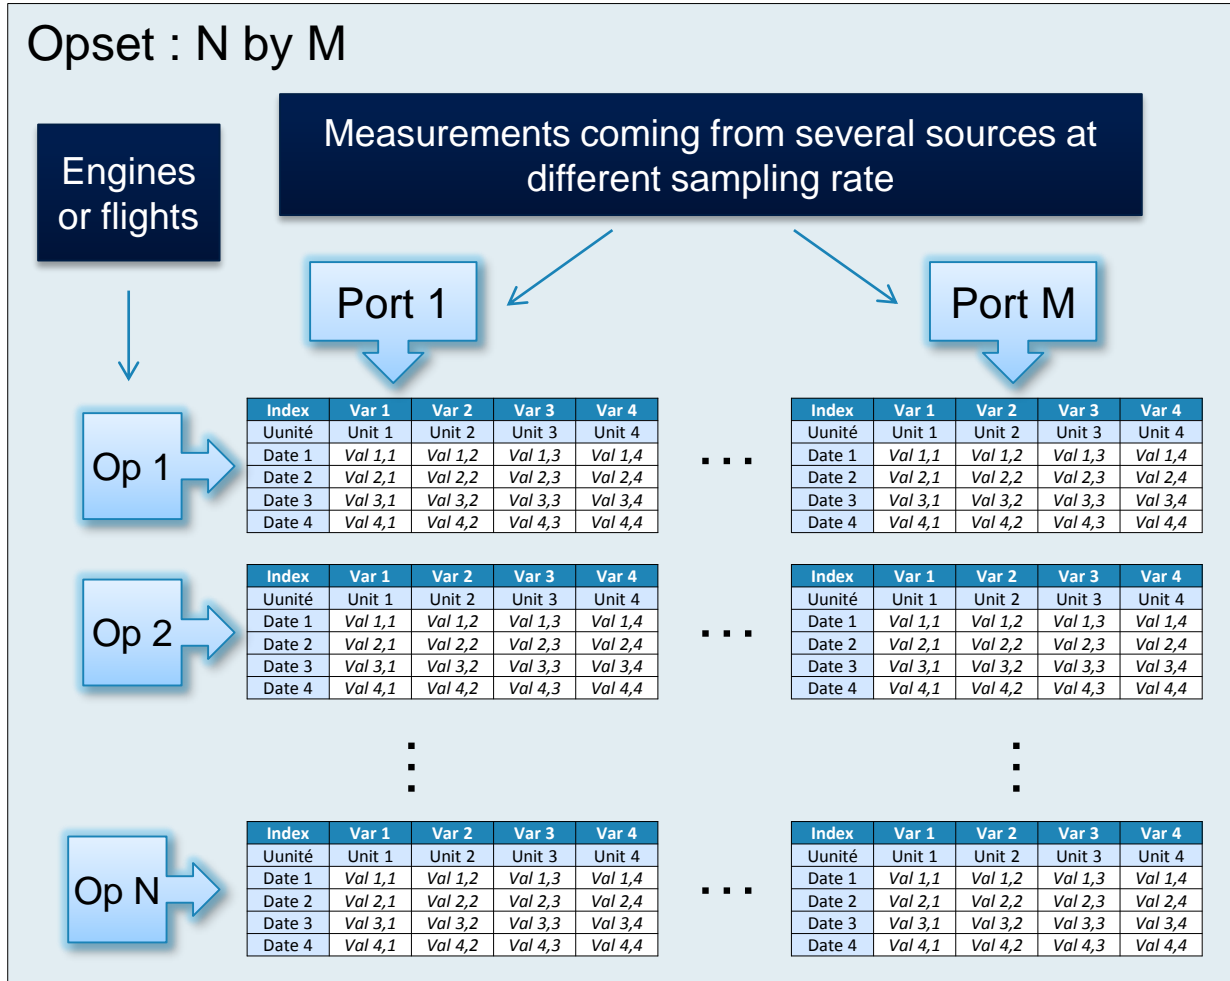 Opset : N by M
Engines
or flights
Measurements coming from several sources at
different sampling rate
Port 1
Port M
Op 1
Index Var 1 Var 2 Var 3 Var 4
Uunité Unit 1 Unit 2 Unit 3 Unit 4
Date 1 Val 1,1 Val 1,2 Val 1,3 Val 1,4
Date 2 Val 2,1 Val 2,2 Val 2,3 Val 2,4
Date 3 Val 3,1 Val 3,2 Val 3,3 Val 3,4
Date 4 Val 4,1 Val 4,2 Val 4,3 Val 4,4
...
Index Var 1 Var 2 Var 3 Var 4
Uunité Unit 1 Unit 2 Unit 3 Unit 4
Date 1 Val 1,1 Val 1,2 Val 1,3 Val 1,4
Date 2 Val 2,1 Val 2,2 Val 2,3 Val 2,4
Date 3 Val 3,1 Val 3,2 Val 3,3 Val 3,4
Date 4 Val 4,1 Val 4,2 Val 4,3 Val 4,4
Op 2
Index Var 1 Var 2 Var 3 Var 4
Uunité Unit 1 Unit 2 Unit 3 Unit 4
Date 1 Val 1,1 Val 1,2 Val 1,3 Val 1,4
Date 2 Val 2,1 Val 2,2 Val 2,3 Val 2,4
Date 3 Val 3,1 Val 3,2 Val 3,3 Val 3,4
Date 4 Val 4,1 Val 4,2 Val 4,3 Val 4,4
...
Index Var 1 Var 2 Var 3 Var 4
Uunité Unit 1 Unit 2 Unit 3 Unit 4
Date 1 Val 1,1 Val 1,2 Val 1,3 Val 1,4
Date 2 Val 2,1 Val 2,2 Val 2,3 Val 2,4
Date 3 Val 3,1 Val 3,2 Val 3,3 Val 3,4
Date 4 Val 4,1 Val 4,2 Val 4,3 Val 4,4
...
...
Op N
Index Var 1 Var 2 Var 3 Var 4
Uunité Unit 1 Unit 2 Unit 3 Unit 4
Date 1 Val 1,1 Val 1,2 Val 1,3 Val 1,4
Date 2 Val 2,1 Val 2,2 Val 2,3 Val 2,4
Date 3 Val 3,1 Val 3,2 Val 3,3 Val 3,4
Date 4 Val 4,1 Val 4,2 Val 4,3 Val 4,4
...
Index Var 1 Var 2 Var 3 Var 4
Uunité Unit 1 Unit 2 Unit 3 Unit 4
Date 1 Val 1,1 Val 1,2 Val 1,3 Val 1,4
Date 2 Val 2,1 Val 2,2 Val 2,3 Val 2,4
Date 3 Val 3,1 Val 3,2 Val 3,3 Val 3,4
Date 4 Val 4,1 Val 4,2 Val 4,3 Val 4,4